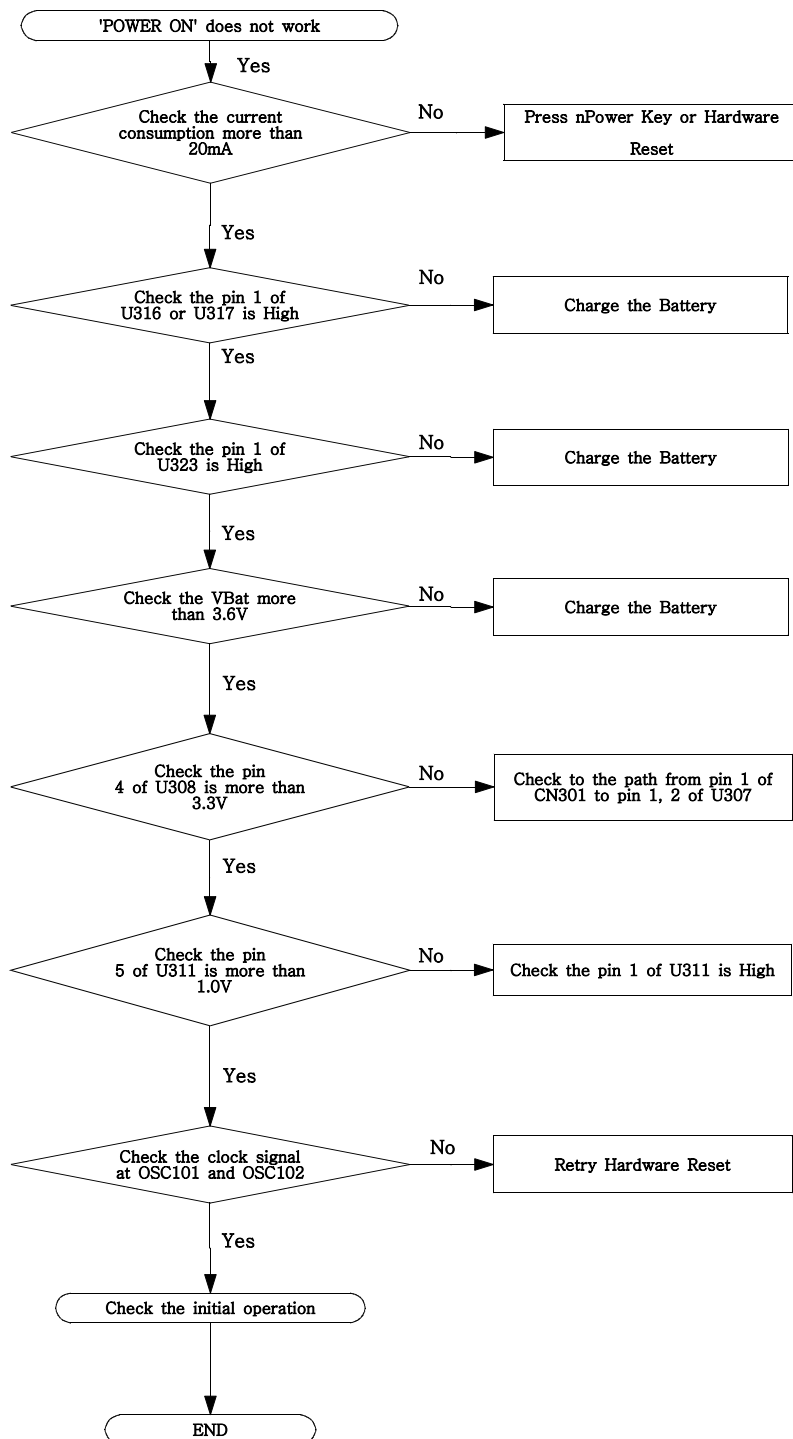 'POWER ON' does not work
Yes
Check the current
consumption more than
20mA
No
Press nPower Key or Hardware
Reset
Yes
Check the pin 1 of
U316 or U317 is High
No
Charge the Battery
Yes
Check the pin 1 of
U323 is High
No
Charge the Battery
Yes
Check the VBat more
than 3.6V
No
Charge the Battery
Yes
Check the pin
4 of U308 is more than
3.3V
No
Check to the path from pin 1 of
CN301 to pin 1, 2 of U307
Yes
Check the pin
5 of U311 is more than
1.0V
No
Check the pin 1 of U311 is High
Yes
Check the clock signal
at OSC101 and OSC102
No
Retry Hardware Reset
Yes
Check the initial operation
END